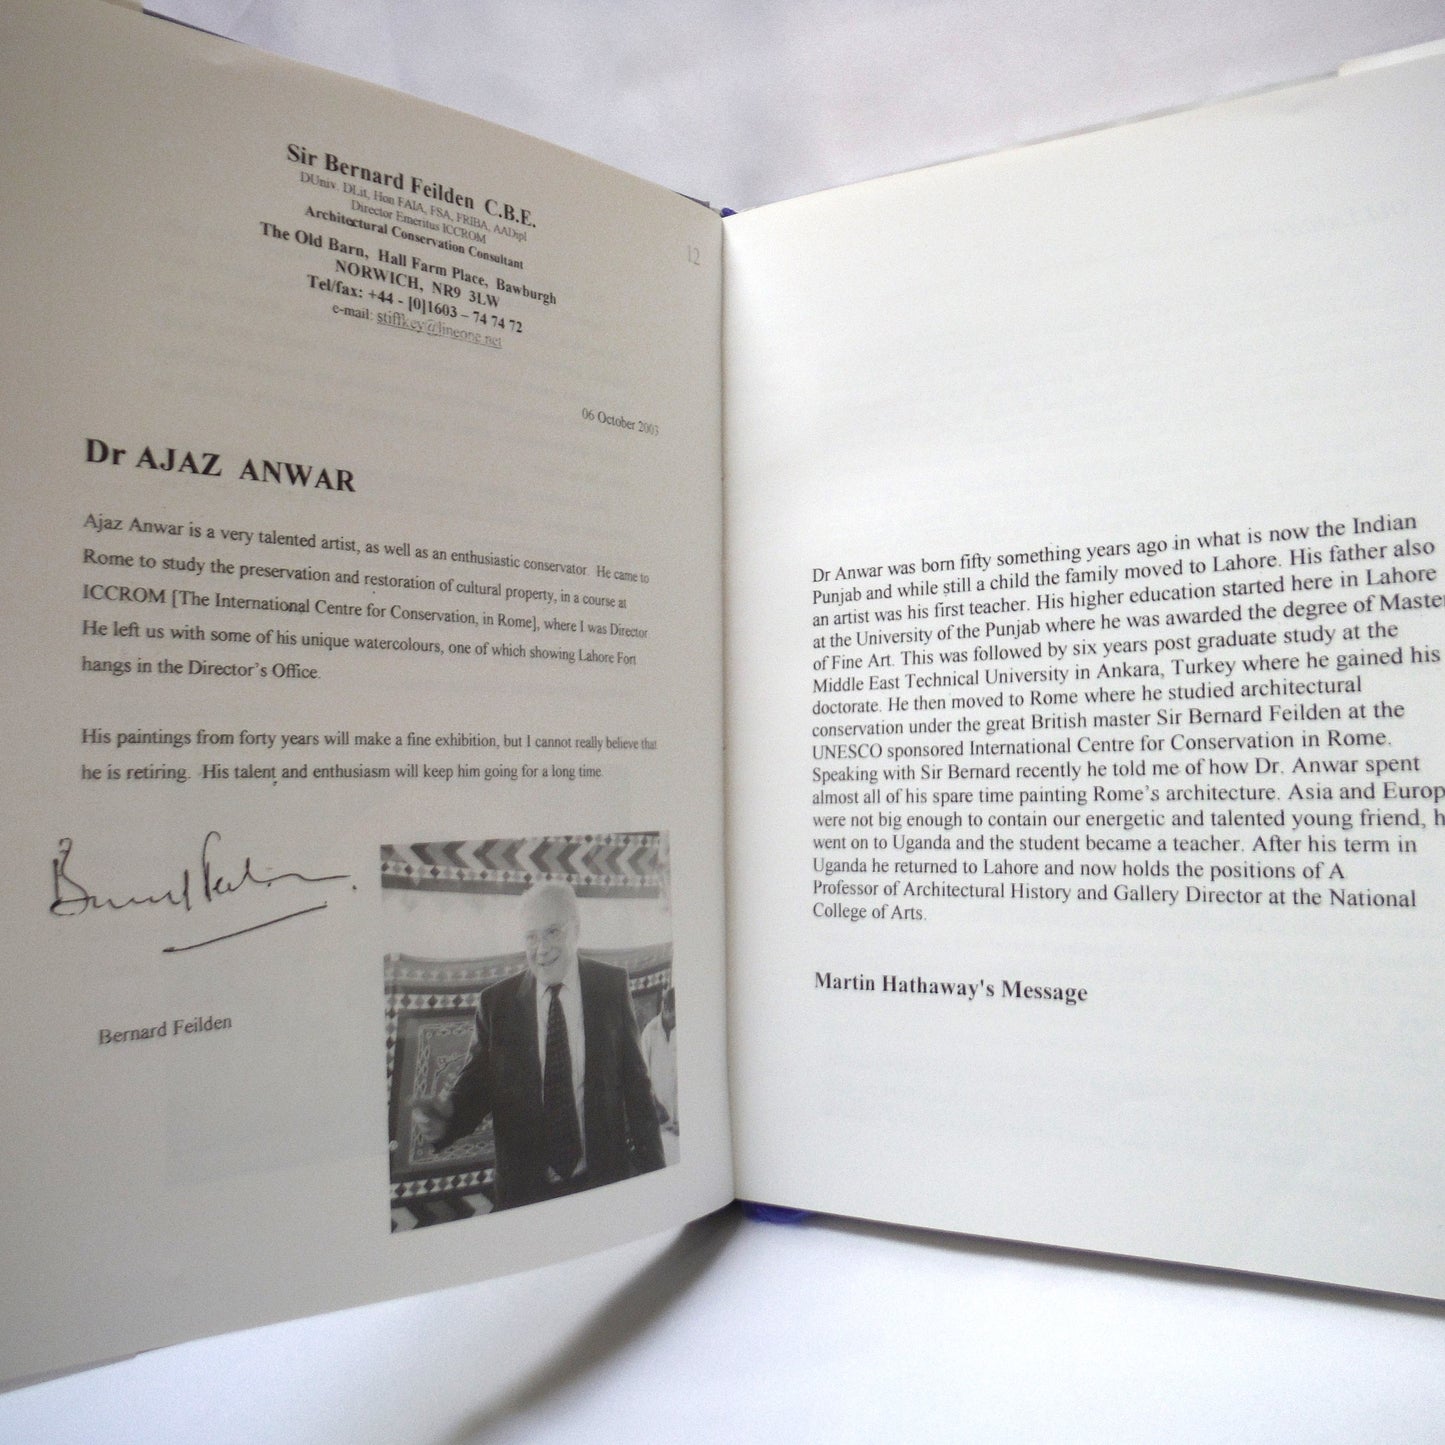 Sir Bernard Feilden C.B.E.
DUniv. DLit, Hon FAIA, FSA, FRIBA, AADipl
Director Emeritus ICCROM
Architectural Conservation Consultant
The Old Barn, Hall Farm Place, Bawburgh
NORWICH, NR9 3LW
Tel/fax: +44 - [0]1603 – 74 74 72
e-mail: stiffkey@lineone.net
12
06 October 2003
Dr AJAZ ANWAR
Ajaz Anwar is a very talented artist, as well as an enthusiastic conservator. He came to
Rome to study the preservation and restoration of cultural property, in a course at
ICCROM [The International Centre for Conservation, in Rome], where I was Director
He left us with some of his unique watercolours, one of which showing Lahore Fort
hangs in the Director's Office.
His paintings from forty years will make a fine exhibition, but I cannot really believe that
he is retiring. His talent and enthusiasm will keep him going for a long time.
Bernard Feilden
Bernard Feilden
Dr Anwar was born fifty something years ago in what is now the Indian
Punjab and while still a child the family moved to Lahore. His father also
an artist was his first teacher. His higher education started here in Lahore
at the University of the Punjab where he was awarded the degree of Master
of Fine Art. This was followed by six years post graduate study at the
Middle East Technical University in Ankara, Turkey where he gained his
doctorate. He then moved to Rome where he studied architectural
conservation under the great British master Sir Bernard Feilden at the
UNESCO sponsored International Centre for Conservation in Rome.
Speaking with Sir Bernard recently he told me of how Dr. Anwar spent
almost all of his spare time painting Rome's architecture. Asia and Europ
were not big enough to contain our energetic and talented young friend, h
went on to Uganda and the student became a teacher. After his term in
Uganda he returned to Lahore and now holds the positions of A
Professor of Architectural History and Gallery Director at the National
College of Arts.
Martin Hathaway's Message